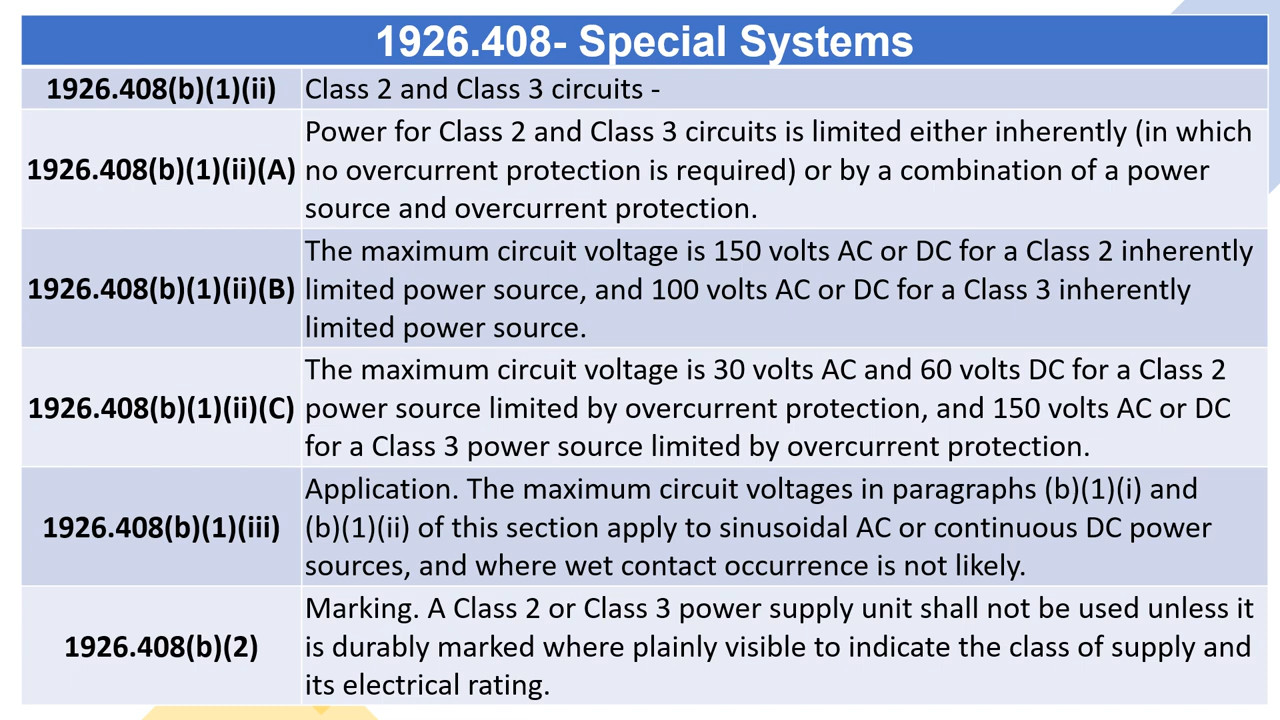 1926.408- Special Systems
1926.408(b)(1)(ii) Class 2 and Class 3 circuits -
1926.408(b)(1)(ii)(A)
Power for Class 2 and Class 3 circuits is limited either inherently (in which
no overcurrent protection is required) or by a combination of a power
source and overcurrent protection.
1926.408(b)(1)(ii)(B)
The maximum circuit voltage is 150 volts AC or DC for a Class 2 inherently
limited power source, and 100 volts AC or DC for a Class 3 inherently
limited power source.
1926.408(b)(1)(ii)(C)
The maximum circuit voltage is 30 volts AC and 60 volts DC for a Class 2
power source limited by overcurrent protection, and 150 volts AC or DC
for a Class 3 power source limited by overcurrent protection.
1926.408(b)(1)(iii)
Application. The maximum circuit voltages in paragraphs (b)(1)(i) and
(b)(1)(ii) of this section apply to sinusoidal AC or continuous DC power
sources, and where wet contact occurrence is not likely.
1926.408(b)(2)
Marking. A Class 2 or Class 3 power supply unit shall not be used unless it
is durably marked where plainly visible to indicate the class of supply and
its electrical rating.